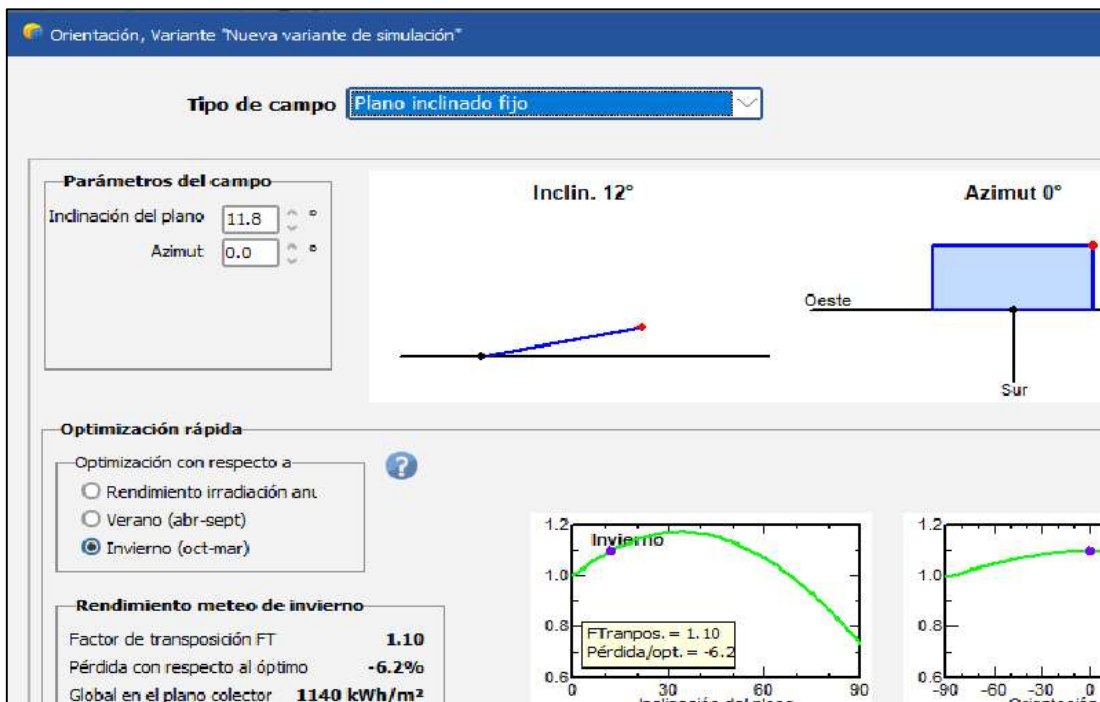 Orientación, Variante "Nueva variante de simulación"
Tipo de campo Plano inclinado fijo
Parámetros del campo
Inclinación del plano 11.8 °
Azimut 0.0 °
Inclin. 12°
Azimut 0°
Oeste
Sur
Optimización rápida
Optimización con respecto a
Rendimiento irradiación anu
Verano (abr-sept)
Invierno (oct-mar)
?
Rendimiento meteo de invierno
Factor de transposición FT 1.10
Pérdida con respecto al óptimo -6.2%
Global en el plano colector 1140 kWh/m²
Invierno
1.2
1.0
0.8
0.6
FTranpos. = 1.10
Pérdida/opt. = -6.2
0 30 60 90
Inclinación del plano
1.2
1.0
0.8
0.6
-90 -60 -30 0
Orientación